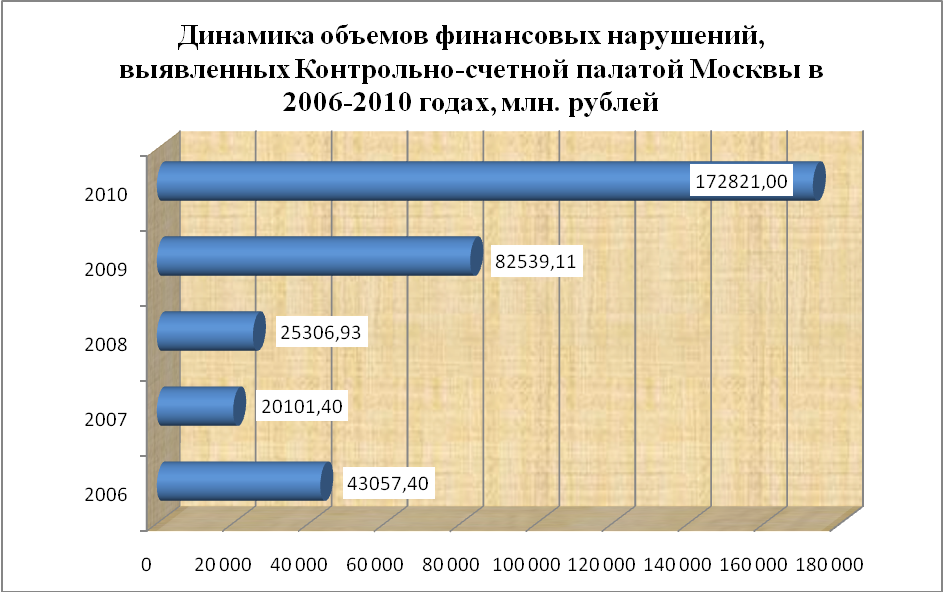 Динамика объемов финансовых нарушений,
выявленных Контрольно-счетной палатой Москвы в
2006-2010 годах, млн. рублей
2010 172821,00
2009 82539,11
2008 25306,93
2007 20101,40
2006 43057,40
0 20 000 40 000 60 000 80 000 100 000 120 000 140 000 160 000 180 000